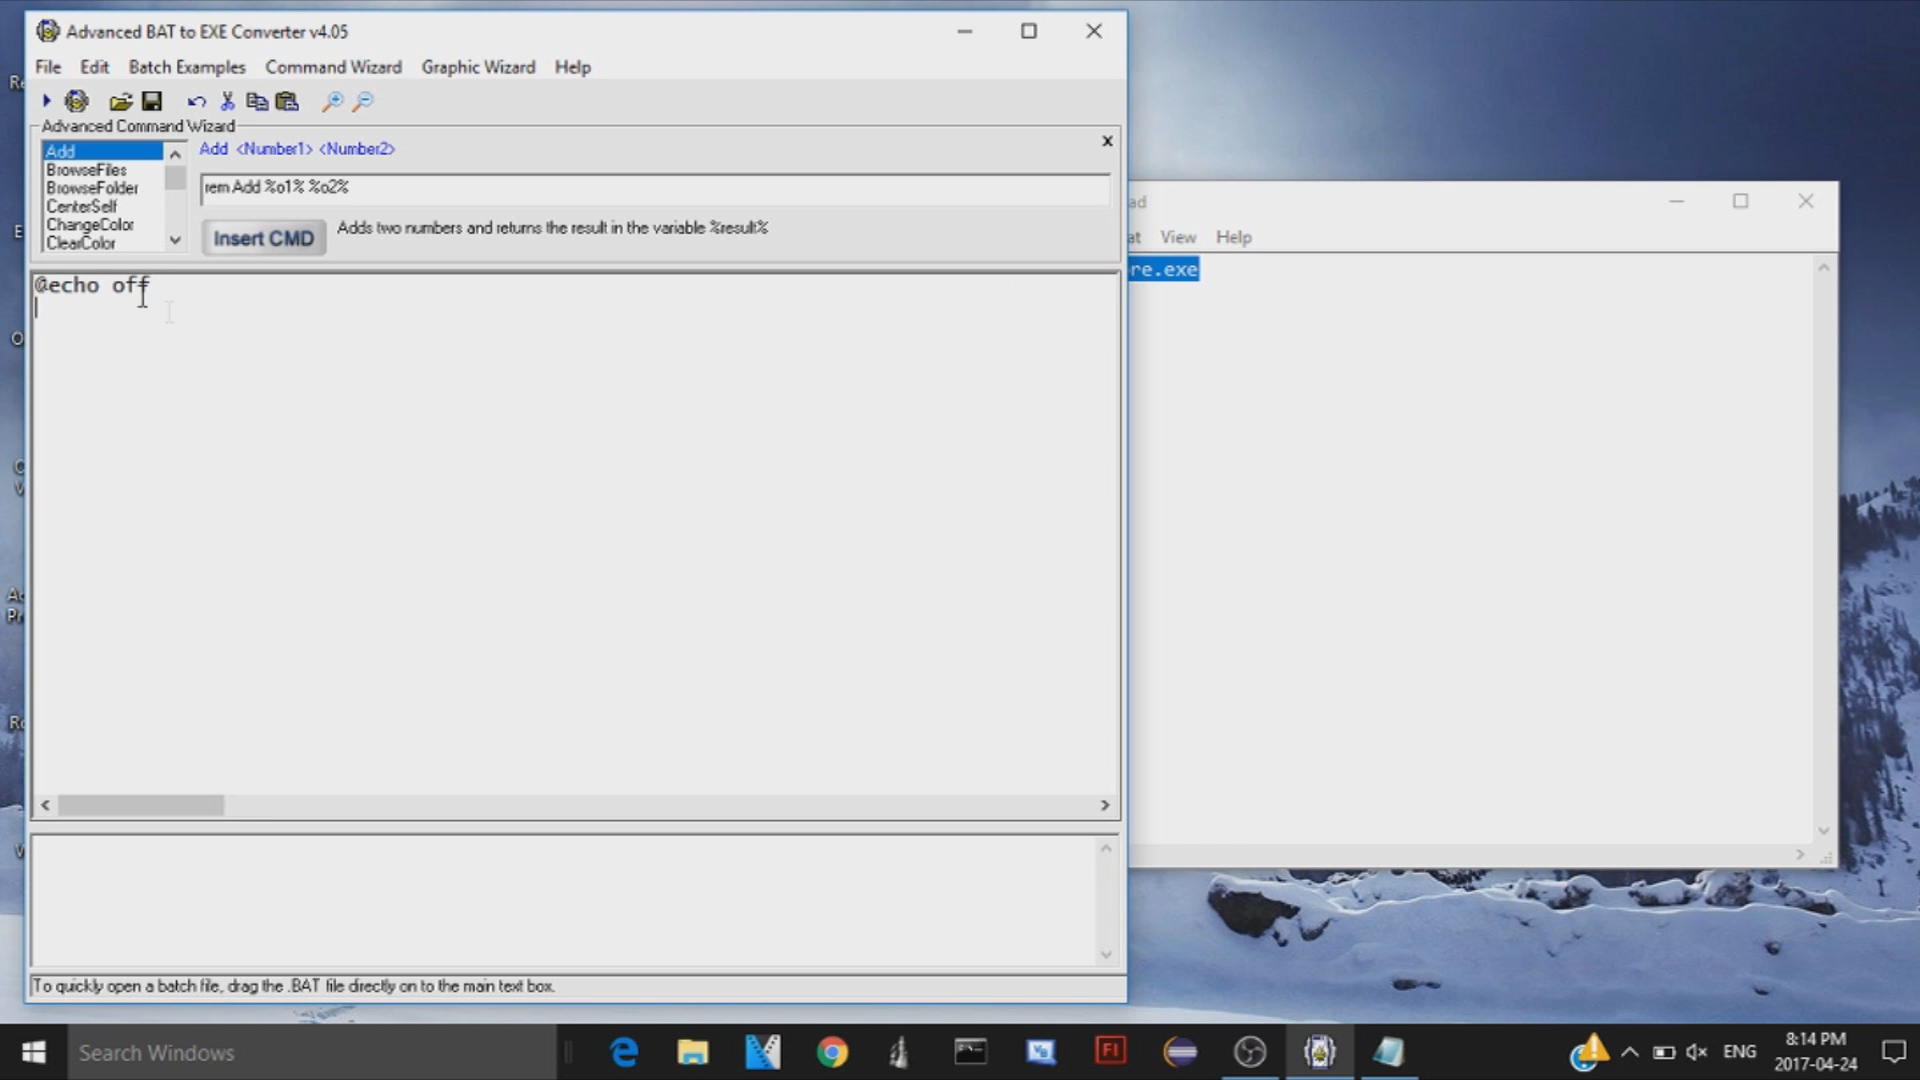 Advanced BAT to EXE Converter v4.05
File Edit Batch Examples Command Wizard Graphic Wizard Help
Advanced Command Wizard
Add
BrowseFiles
BrowseFolder
CenterSelf
ChangeColor
ClearColor
Add <Number1> <Number2>
x
rem Add %o1% %o2%
Insert CMD
Adds two numbers and returns the result in the variable %result%
@echo off
To quickly open a batch file, drag the .BAT file directly on to the main text box.
ad
at View Help
re.exe
Search Windows
FI
ENG
8:14 PM
2017-04-24